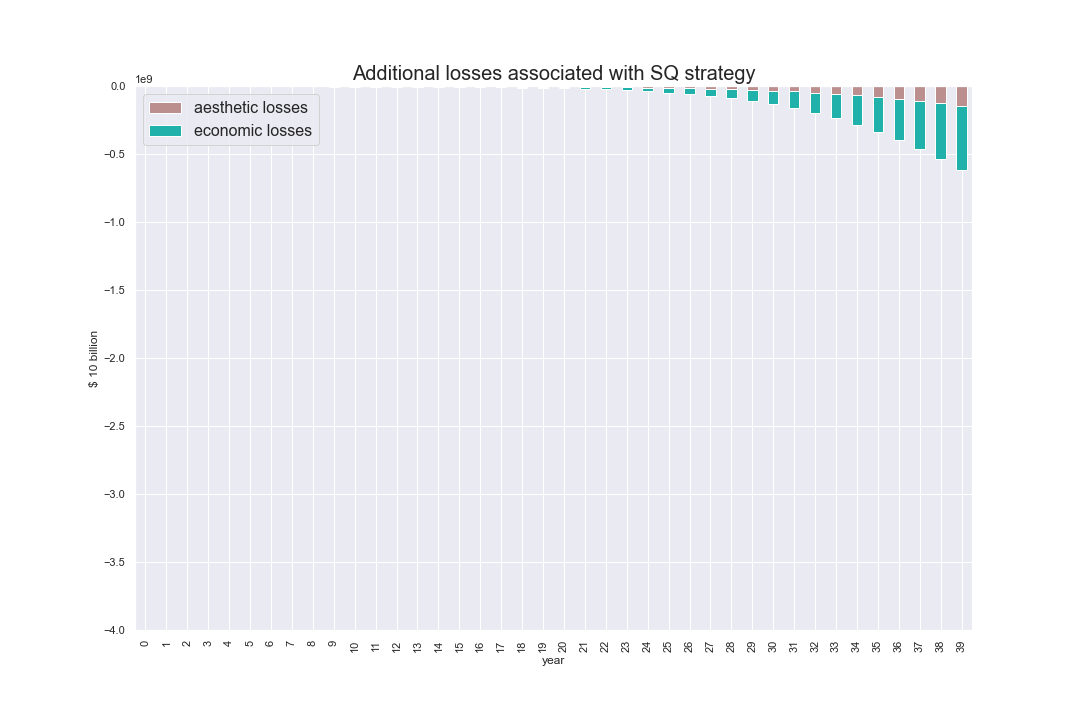 Additional losses associated with SQ strategy
1e9
0.0
aesthetic losses
economic losses
−0.5
−1.0
−1.5
−2.0
$ 10 billion
−2.5
−3.0
−3.5
−4.0
0 1 2 3 4 5 6 7 8 9 10 11 12 13 14 15 16 17 18 19 20 21 22 23 24 25 26 27 28 29 30 31 32 33 34 35 36 37 38 39
year